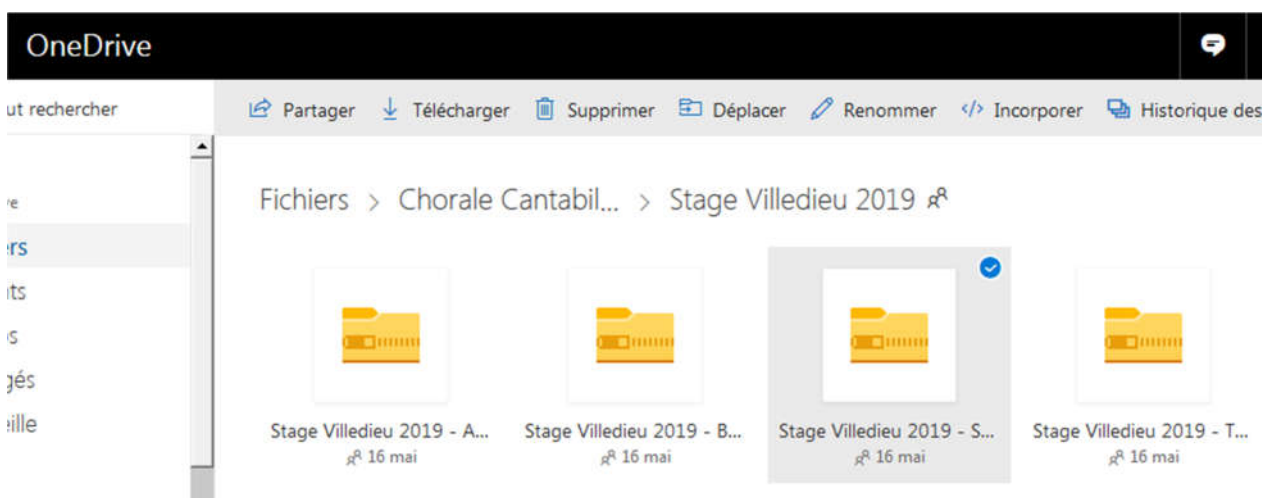 OneDrive
ut rechercher
Partager Télécharger Supprimer Déplacer Renommer </> Incorporer Historique des
Fichiers > Chorale Cantabil... > Stage Villedieu 2019
ve
ers
its
os
gés
eille
Stage Villedieu 2019 - A... Stage Villedieu 2019 - B... Stage Villedieu 2019 - S... Stage Villedieu 2019 - T...
16 mai 16 mai 16 mai 16 mai